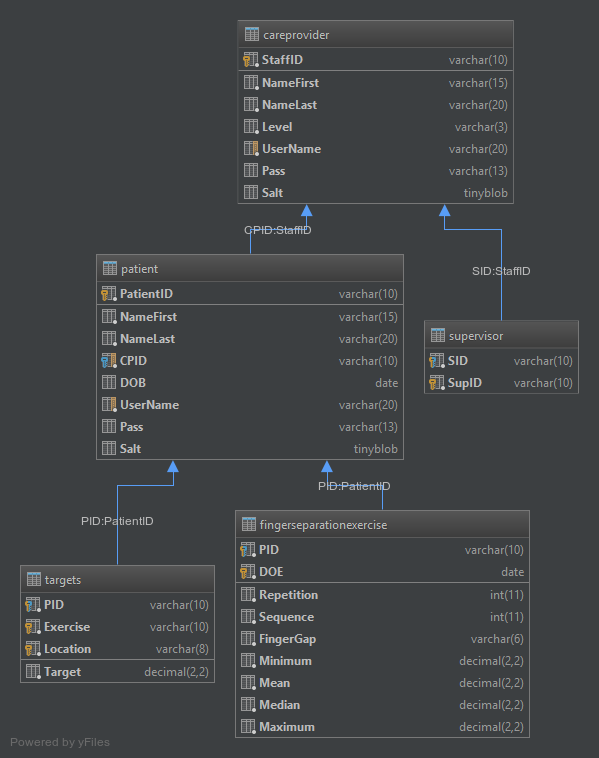 careprovider
StaffID varchar(10)
NameFirst varchar(15)
NameLast varchar(20)
Level varchar(3)
UserName varchar(20)
Pass varchar(13)
Salt tinyblob
CPID:StaffID
SID:StaffID
patient
PatientID varchar(10)
NameFirst varchar(15)
NameLast varchar(20)
CPID varchar(10)
DOB date
UserName varchar(20)
Pass varchar(13)
Salt tinyblob
supervisor
SID varchar(10)
SupID varchar(10)
PID:PatientID
PID:PatientID
fingerseparationexercise
PID varchar(10)
DOE date
Repetition int(11)
Sequence int(11)
FingerGap varchar(6)
Minimum decimal(2,2)
Mean decimal(2,2)
Median decimal(2,2)
Maximum decimal(2,2)
targets
PID varchar(10)
Exercise varchar(10)
Location varchar(8)
Target decimal(2,2)
Powered by yFiles